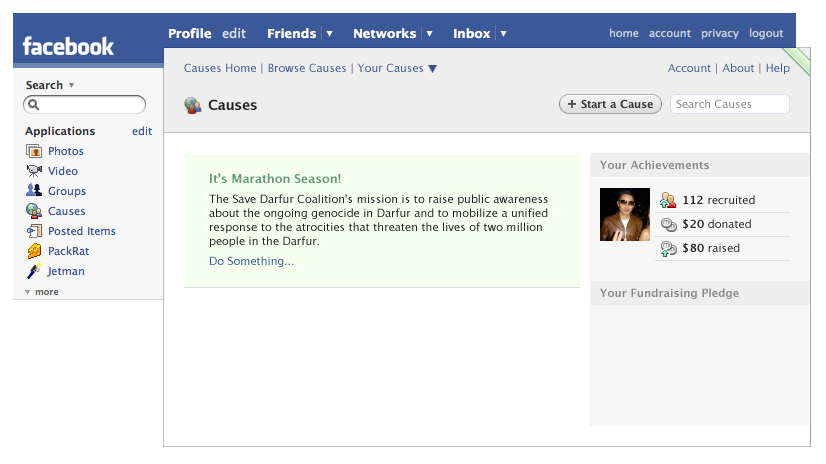 facebook
Profile edit Friends Networks Inbox home account privacy logout
Search
Applications edit
Photos
Video
Groups
Causes
Posted Items
PackRat
Jetman
more
Causes Home | Browse Causes | Your Causes Account | About | Help
Causes + Start a Cause Search Causes
It's Marathon Season!
The Save Darfur Coalition's mission is to raise public awareness
about the ongoing genocide in Darfur and to mobilize a unified
response to the atrocities that threaten the lives of two million
people in the Darfur.
Do Something...
Your Achievements
112 recruited
$20 donated
$80 raised
Your Fundraising Pledge